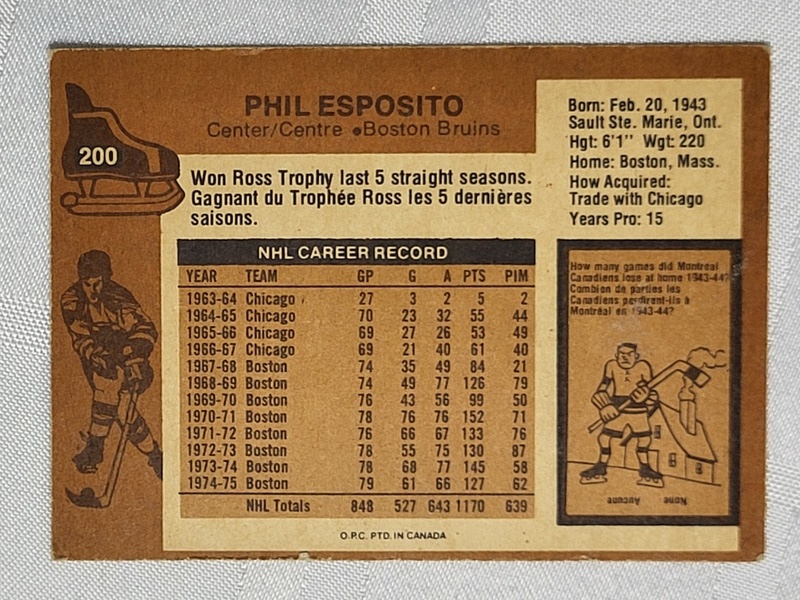 200
PHIL ESPOSITO
Center/Centre •Boston Bruins
Won Ross Trophy last 5 straight seasons.
Gagnant du Trophée Ross les 5 dernières
saisons.
Born: Feb. 20, 1943
Sault Ste. Marie, Ont.
Hgt: 6'1" Wgt: 220
Home: Boston, Mass.
How Acquired:
Trade with Chicago
Years Pro: 15
NHL CAREER RECORD
YEAR TEAM GP G A PTS PIM
1963-64 Chicago 27 3 2 5 2
1964-65 Chicago 70 23 32 55 44
1965-66 Chicago 69 27 26 53 49
1966-67 Chicago 69 21 40 61 40
1967-68 Boston 74 35 49 84 21
1968-69 Boston 74 49 77 126 79
1969-70 Boston 76 43 56 99 50
1970-71 Boston 78 76 76 152 71
1971-72 Boston 76 66 67 133 76
1972-73 Boston 78 55 75 130 87
1973-74 Boston 78 68 77 145 58
1974-75 Boston 79 61 66 127 62
NHL Totals 848 527 643 1170 639
O.P.C. PTD. IN CANADA
How many games did Montreal
Canadiens lose at home 1943-44?
Combien de parties les
Canadiens perdirent-ils à
Montréal en 1943-44?
None
Aucune